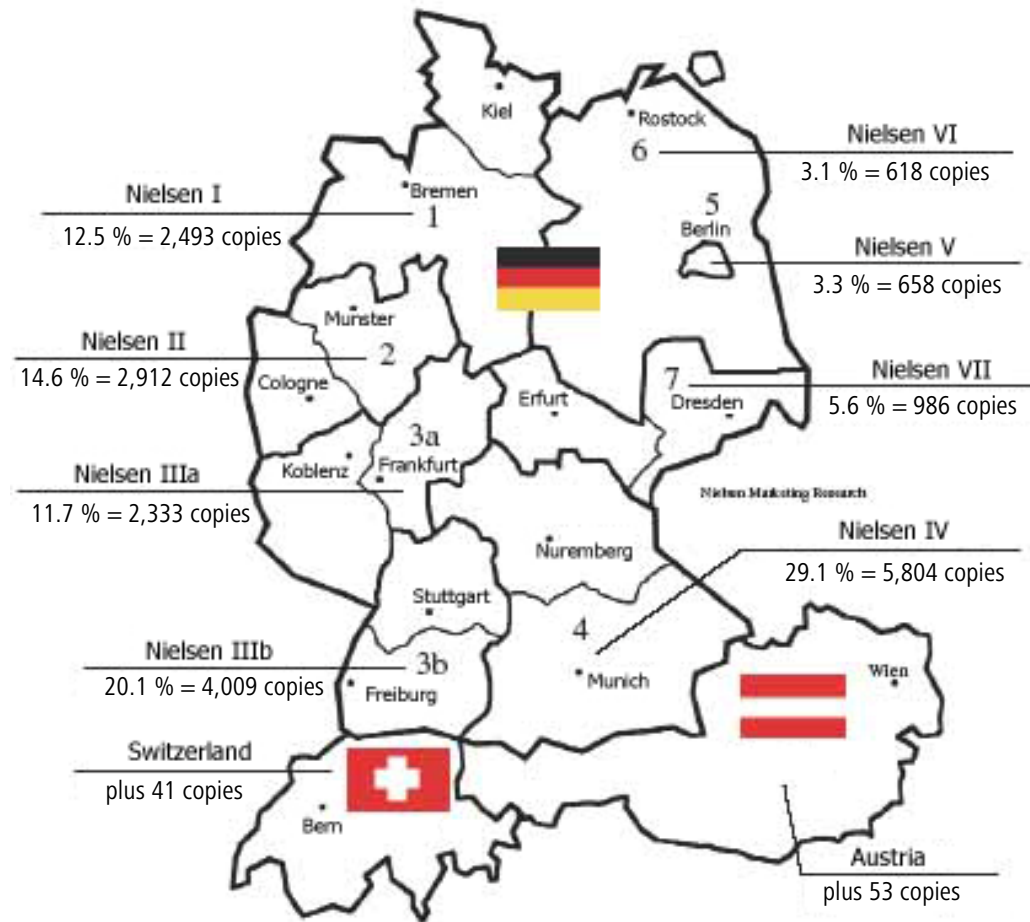 Kiel
Rostock
Nielsen VI
6
3.1 % = 618 copies
Nielsen I
Bremen
1
12.5 % = 2,493 copies
5
Berlin
Nielsen V
3.3 % = 658 copies
Munster
Nielsen II
2
14.6 % = 2,912 copies
Cologne
Erfurt
7
Nielsen VII
Dresden
5.6 % = 986 copies
3a
Koblenz
Frankfurt
Nielsen IIIa
11.7 % = 2,333 copies
Nielsen Marketing Research
Nielsen IV
Nuremberg
29.1 % = 5,804 copies
Stuttgart
4
Nielsen IIIb
3b
20.1 % = 4,009 copies
Freiburg
Munich
Wien
Switzerland
plus 41 copies
Bern
Austria
plus 53 copies